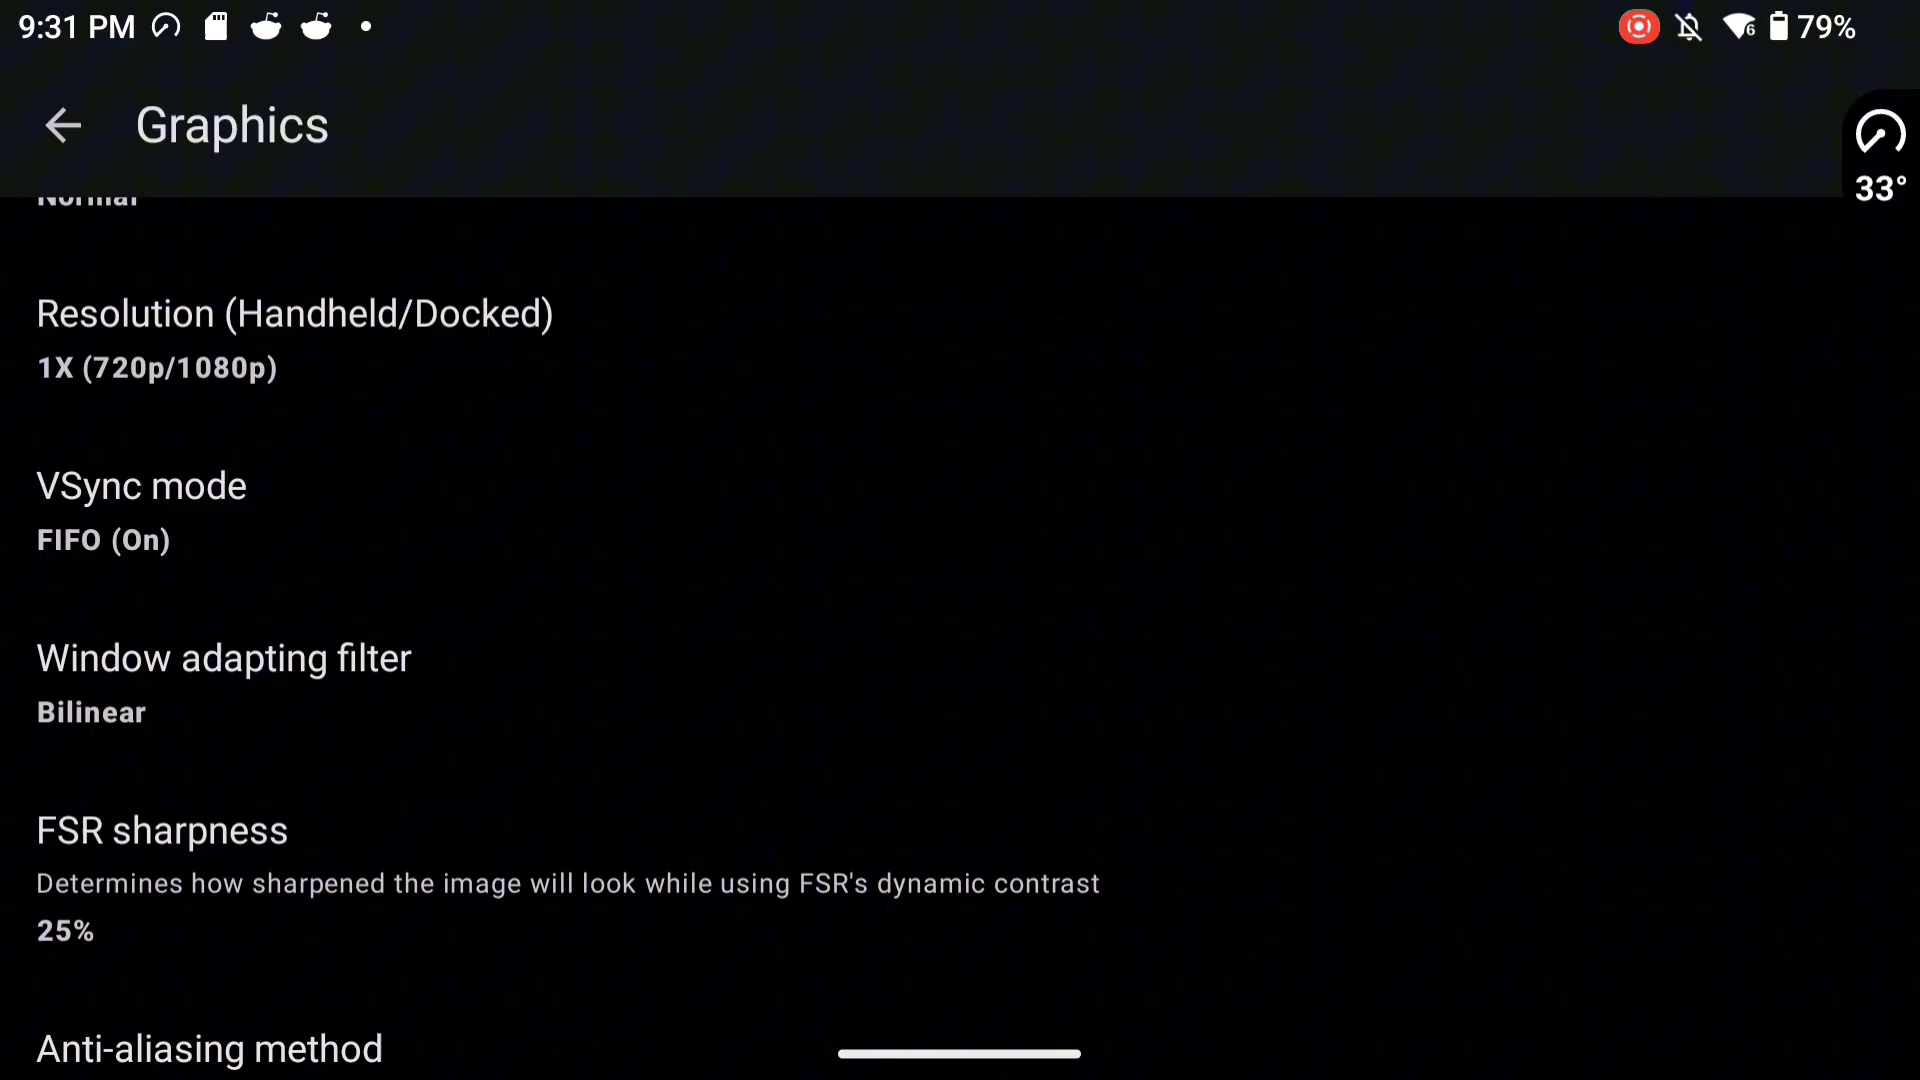 9:31 PM
6
79%
Graphics
33°
Normal
Resolution (Handheld/Docked)
1X (720p/1080p)
VSync mode
FIFO (On)
Window adapting filter
Bilinear
FSR sharpness
Determines how sharpened the image will look while using FSR's dynamic contrast
25%
Anti-aliasing method